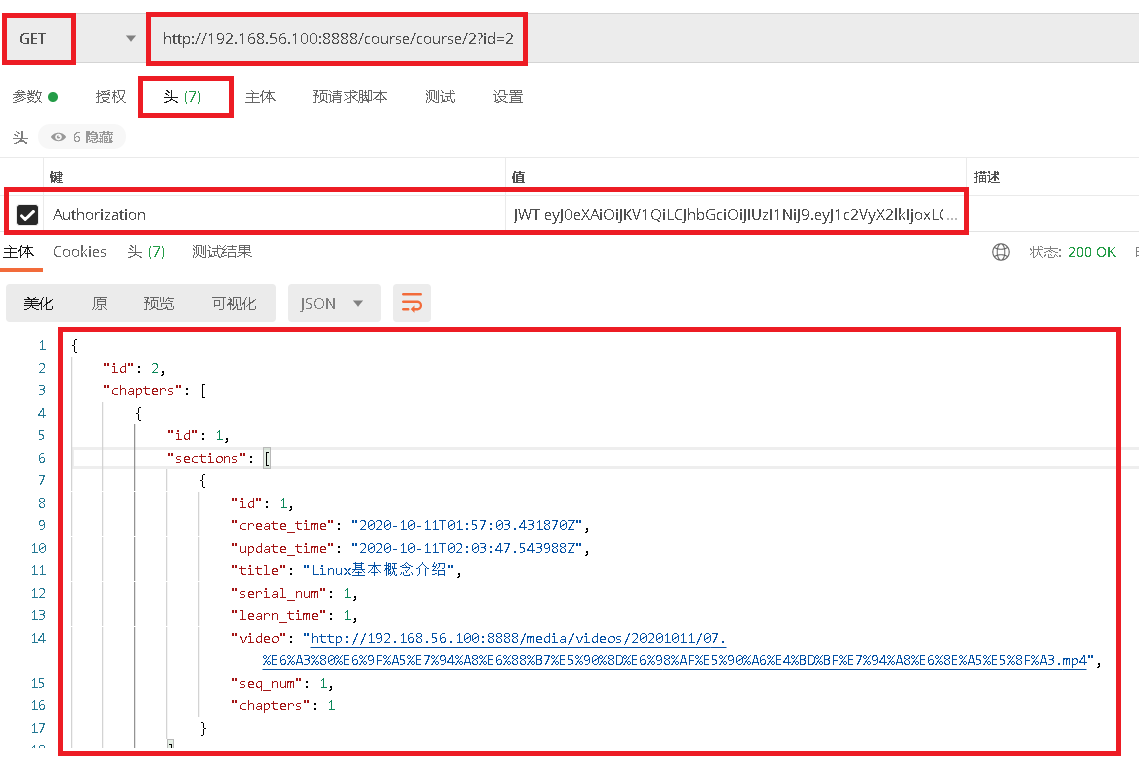 GET http://192.168.56.100:8888/course/course/2?id=2
参数 授权 头 (7) 主体 预请求脚本 测试 设置
头 6 隐藏
键 值 描述
Authorization JWT eyJ0eXAiOiJKV1QiLCJhbGciOiJIUzI1NiJ9.eyJ1c2VyX2lkIjoxL(...
主体 Cookies 头 (7) 测试结果 状态: 200 OK
美化 原 预览 可视化 JSON
1 {
2 "id": 2,
3 "chapters": [
4 {
5 "id": 1,
6 "sections": [
7 {
8 "id": 1,
9 "create_time": "2020-10-11T01:57:03.431870Z",
10 "update_time": "2020-10-11T02:03:47.543988Z",
11 "title": "Linux基本概念介绍",
12 "serial_num": 1,
13 "learn_time": 1,
14 "video": "http://192.168.56.100:8888/media/videos/20201011/07.
%E6%A3%80%E6%9F%A5%E7%94%A8%E6%88%B7%E5%90%8D%E6%98%AF%E5%90%A6%E4%BD%BF%E7%94%A8%E6%8E%A5%E5%8F%A3.mp4",
15 "seq_num": 1,
16 "chapters": 1
17 }